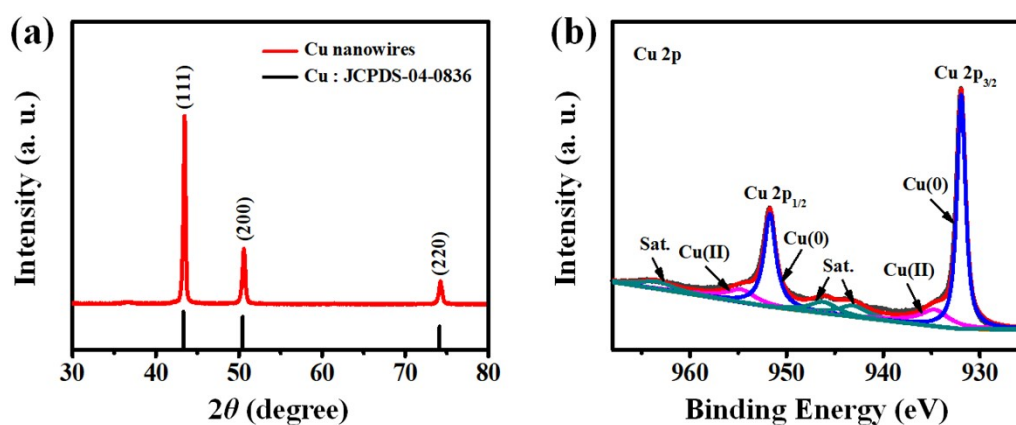 (a)
Cu nanowires
Cu : JCPDS-04-0836
(111)
(200)
(220)
Intensity (a. u.)
30 40 50 60 70 80
2θ (degree)
(b)
Cu 2p
Cu 2p3/2
Cu(0)
Cu 2p1/2
Cu(0)
Sat.
Cu(II)
Sat.
Cu(II)
Intensity (a. u.)
960 950 940 930
Binding Energy (eV)